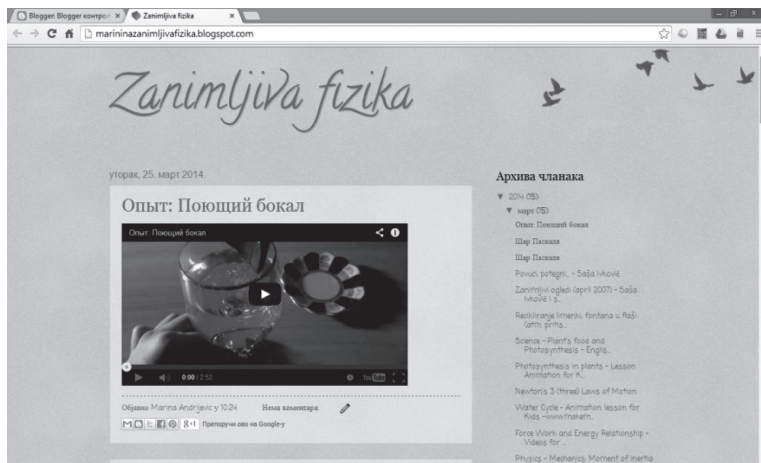 Blogger: Blogger контрол
Zanimljiva fizika
marininazanimljivafizika.blogspot.com
Zanimljiva fizika
уторак, 25. март 2014.
Опыт: Поющий бокал
Опыт: Поющий бокал
0:00 / 2:52
YouTube
Објавио Marina Andrijevic у 10:24
Нема коментара:
g+1
Препоручи ово на Google-у
Архива чланака
▼ 2014 (15)
▼ март (15)
Опыт: Поющий бокал
Шар Паскаля
Шар Паскаля
Povuci, potegni... - Saša Ivković
Zanimljivi ogledi (april 2007) - Saša
Ivković i s...
Recikliranje limenki, fontana u flaši
(atm. pritis...
Science - Plant's food and
Photosynthesis - Englis...
Photosynthesis in plants - Lesson
Animation for K...
Newton's 3 (three) Laws of Motion
Water Cycle - Animation lesson for
Kids -www.makem...
Force Work and Energy Relationship -
Videos for ...
Physics - Mechanics: Moment of Inertia